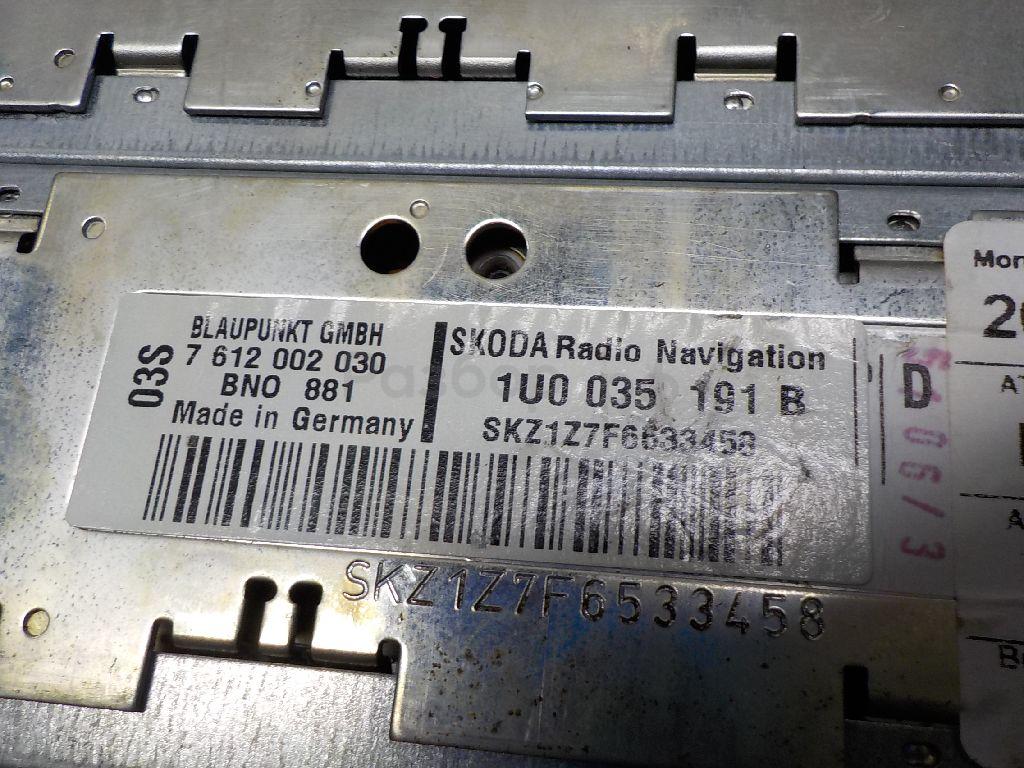 BLAUPUNKT GMBH
7 612 002 030
BNO 881
Made in Germany
03S
SKODA Radio Navigation
1U0 035 191 B
SKZ1Z7F6533458
D
SKZ1Z7F6533458
Mon